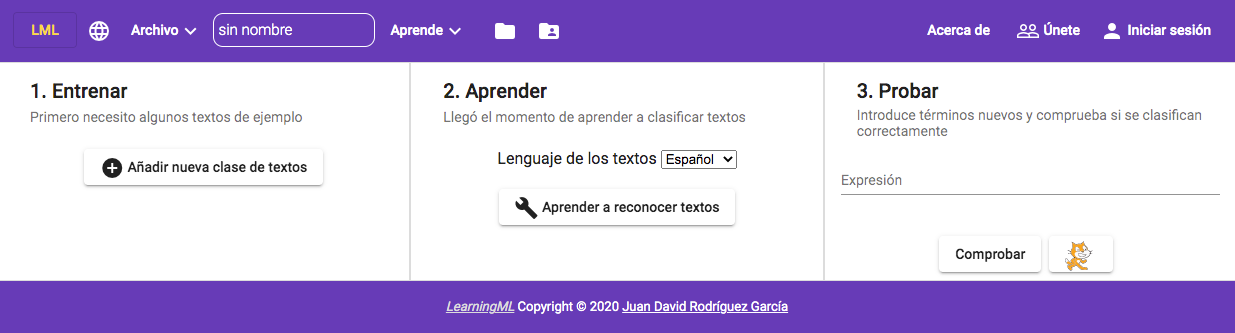 LML Archivo sin nombre Aprende Acerca de Únete Iniciar sesión
1. Entrenar
Primero necesito algunos textos de ejemplo
Añadir nueva clase de textos
2. Aprender
Llegó el momento de aprender a clasificar textos
Lenguaje de los textos Español
Aprender a reconocer textos
3. Probar
Introduce términos nuevos y comprueba si se clasifican
correctamente
Expresión
Comprobar
LearningML Copyright © 2020 Juan David Rodríguez García